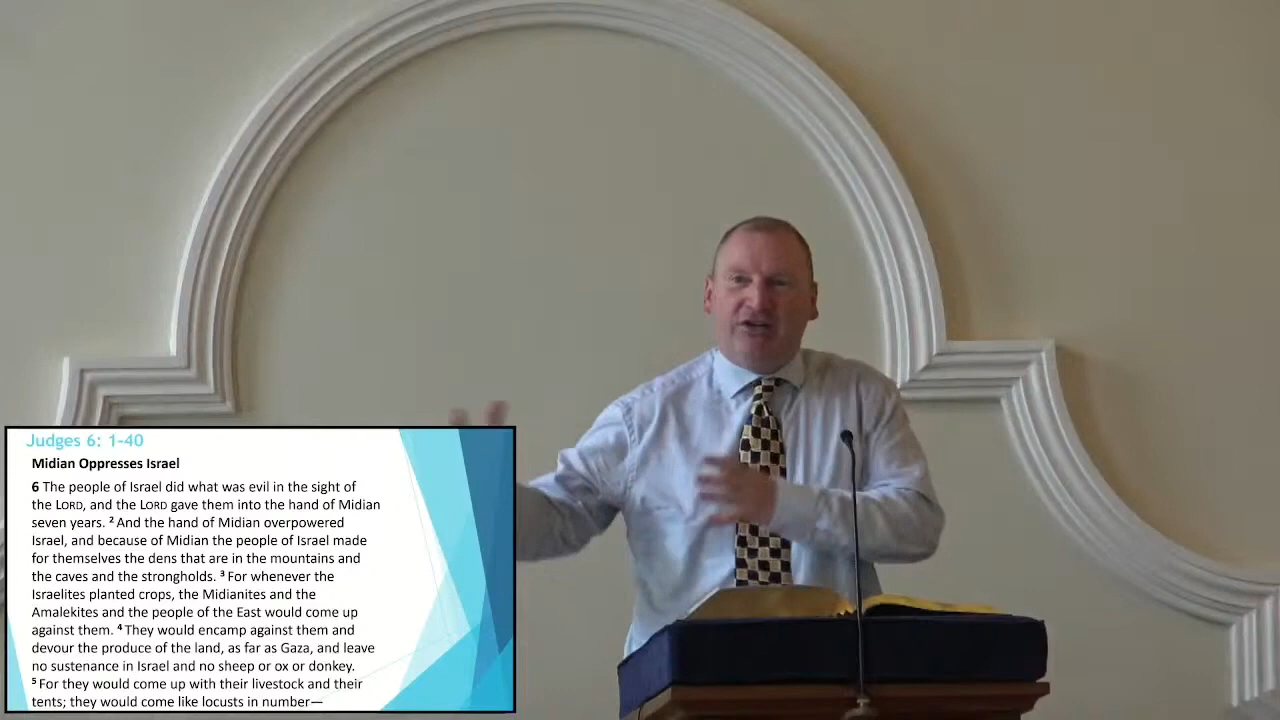 Judges 6: 1-40
Midian Oppresses Israel
6 The people of Israel did what was evil in the sight of
the LORD, and the LORD gave them into the hand of Midian
seven years. 2 And the hand of Midian overpowered
Israel, and because of Midian the people of Israel made
for themselves the dens that are in the mountains and
the caves and the strongholds. 3 For whenever the
Israelites planted crops, the Midianites and the
Amalekites and the people of the East would come up
against them. 4 They would encamp against them and
devour the produce of the land, as far as Gaza, and leave
no sustenance in Israel and no sheep or ox or donkey.
5 For they would come up with their livestock and their
tents; they would come like locusts in number—